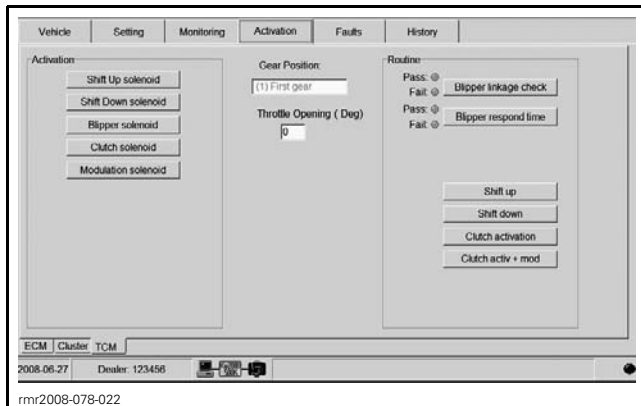 Vehicle Setting Monitoring Activation Faults History
Activation
Shift Up solenoid
Shift Down solenoid
Blipper solenoid
Clutch solenoid
Modulation solenoid
Gear Position:
(1) First gear
Throttle Opening ( Deg)
0
Routine
Pass:
Fail:
Blipper linkage check
Pass:
Fail:
Blipper respond time
Shift up
Shift down
Clutch activation
Clutch activ + mod
ECM Cluster TCM
2008-06-27 Dealer: 123456
rmr2008-078-022